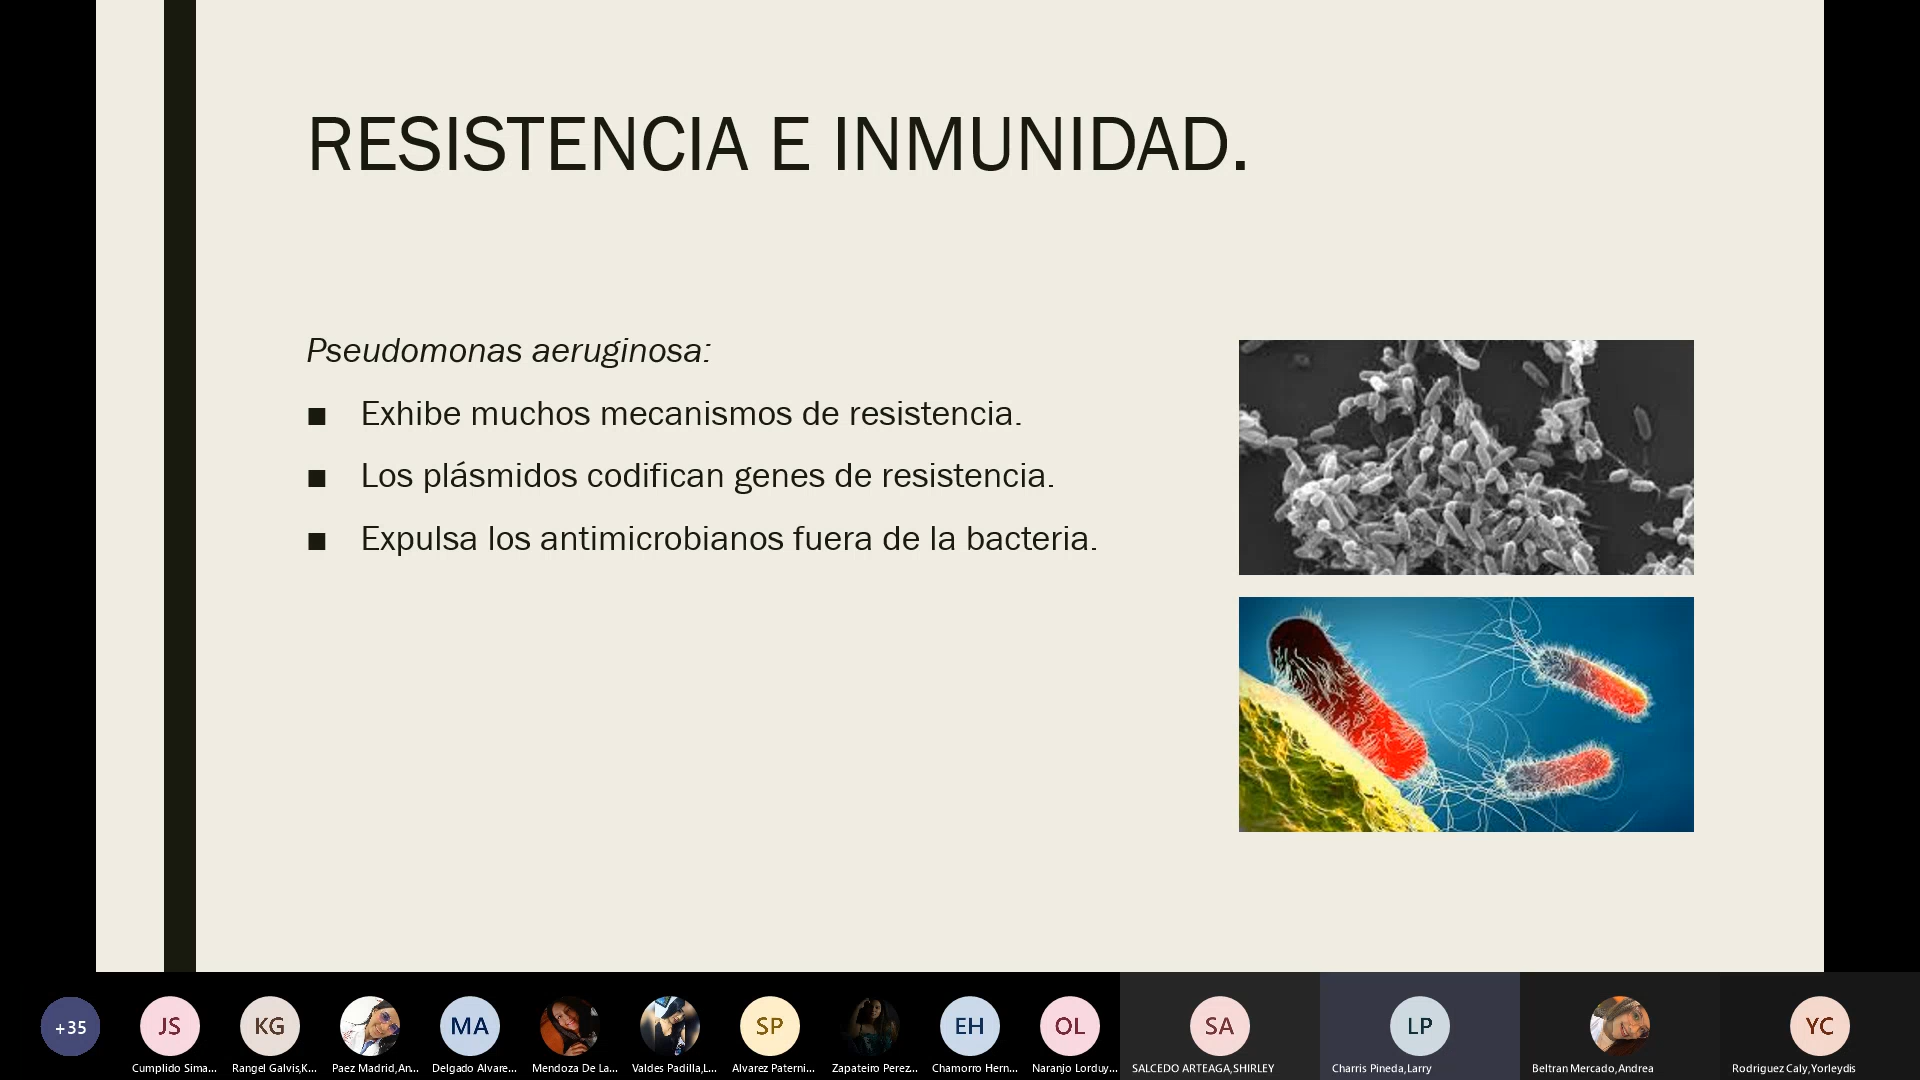 RESISTENCIA E INMUNIDAD.
Pseudomonas aeruginosa:
■ Exhibe muchos mecanismos de resistencia.
■ Los plásmidos codifican genes de resistencia.
■ Expulsa los antimicrobianos fuera de la bacteria.
+35
JS
KG
MA
SP
EH
OL
SA
LP
YC
Cumplido Sima...
Rangel Galvis,K...
Paez Madrid,An...
Delgado Alvare...
Mendoza De La...
Valdes Padilla,L...
Alvarez Paterni...
Zapateiro Perez...
Chamorro Hern...
Naranjo Lorduy...
SALCEDO ARTEAGA,SHIRLEY
Charris Pineda,Larry
Beltran Mercado,Andrea
Rodriguez Caly,Yorleydis